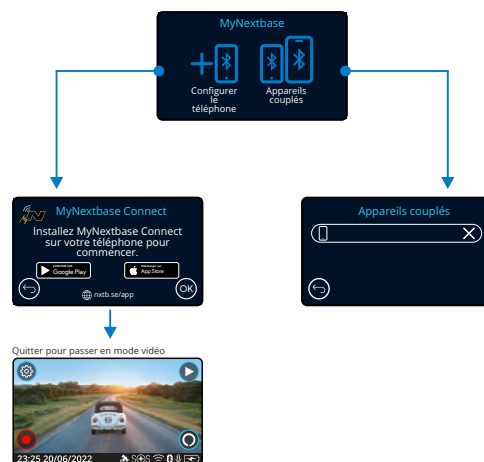 MyNextbase
Configurer
le
téléphone
Appareils
couplés
MyNextbase Connect
Installez MyNextbase Connect
sur votre téléphone pour
commencer.
Google Play
App Store
nxtb.se/app
OK
Appareils couplés
Quitter pour passer en mode vidéo
23:25 20/06/2022